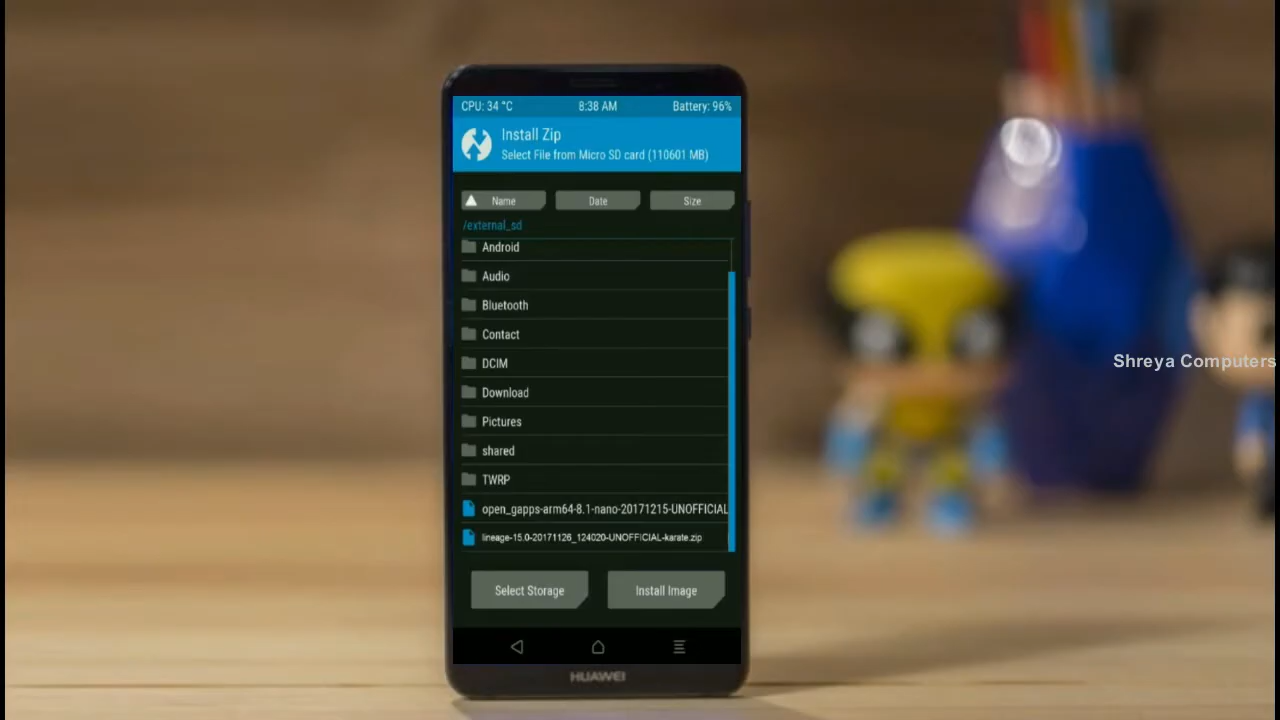 CPU: 34 °C 8:38 AM Battery: 96%
Install Zip
Select File from Micro SD card (110601 MB)
Name Date Size
/external_sd
Android
Audio
Bluetooth
Contact
DCIM
Download
Pictures
shared
TWRP
open_gapps-arm64-8.1-nano-20171215-UNOFFICIAL
lineage-15.0-20171126_124020-UNOFFICIAL-karate.zip
Select Storage Install Image
HUAWEI
Shreya Computers